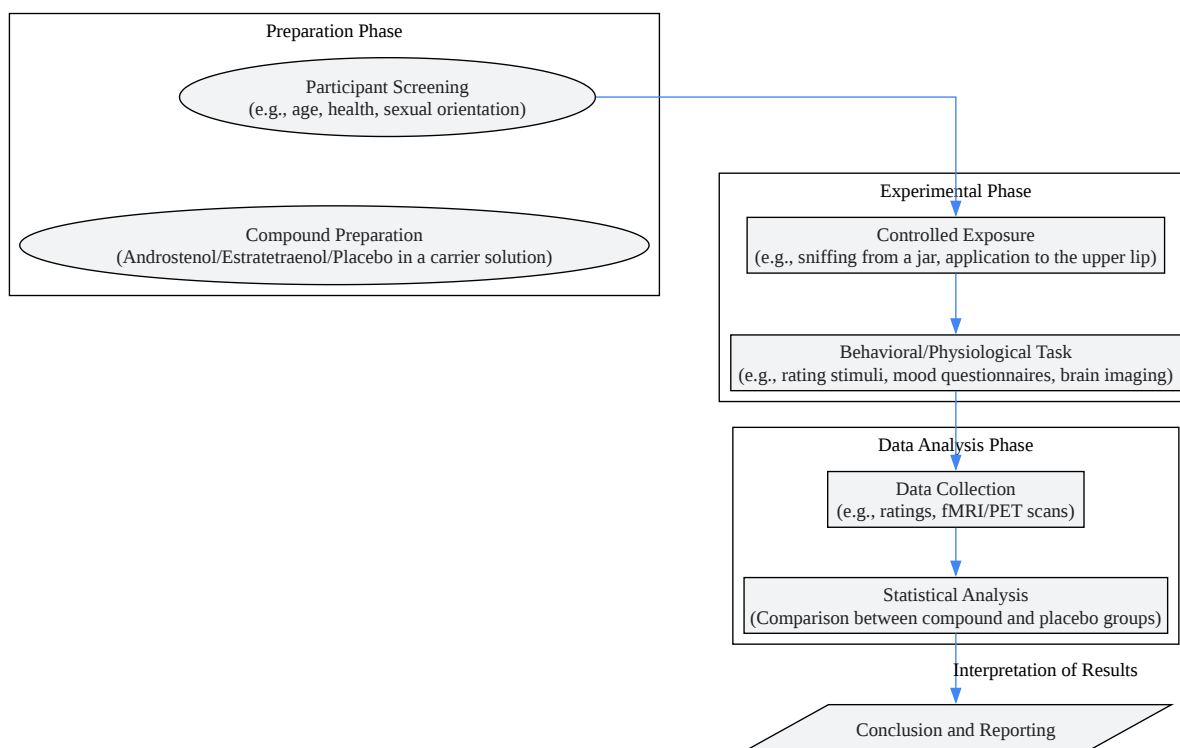 Preparation Phase
Participant Screening
(e.g., age, health, sexual orientation)
Compound Preparation
(Androstenol/Estratetraenol/Placebo in a carrier solution)
Experimental Phase
Controlled Exposure
(e.g., sniffing from a jar, application to the upper lip)
Behavioral/Physiological Task
(e.g., rating stimuli, mood questionnaires, brain imaging)
Data Analysis Phase
Data Collection
(e.g., ratings, fMRI/PET scans)
Statistical Analysis
(Comparison between compound and placebo groups)
Interpretation of Results
Conclusion and Reporting